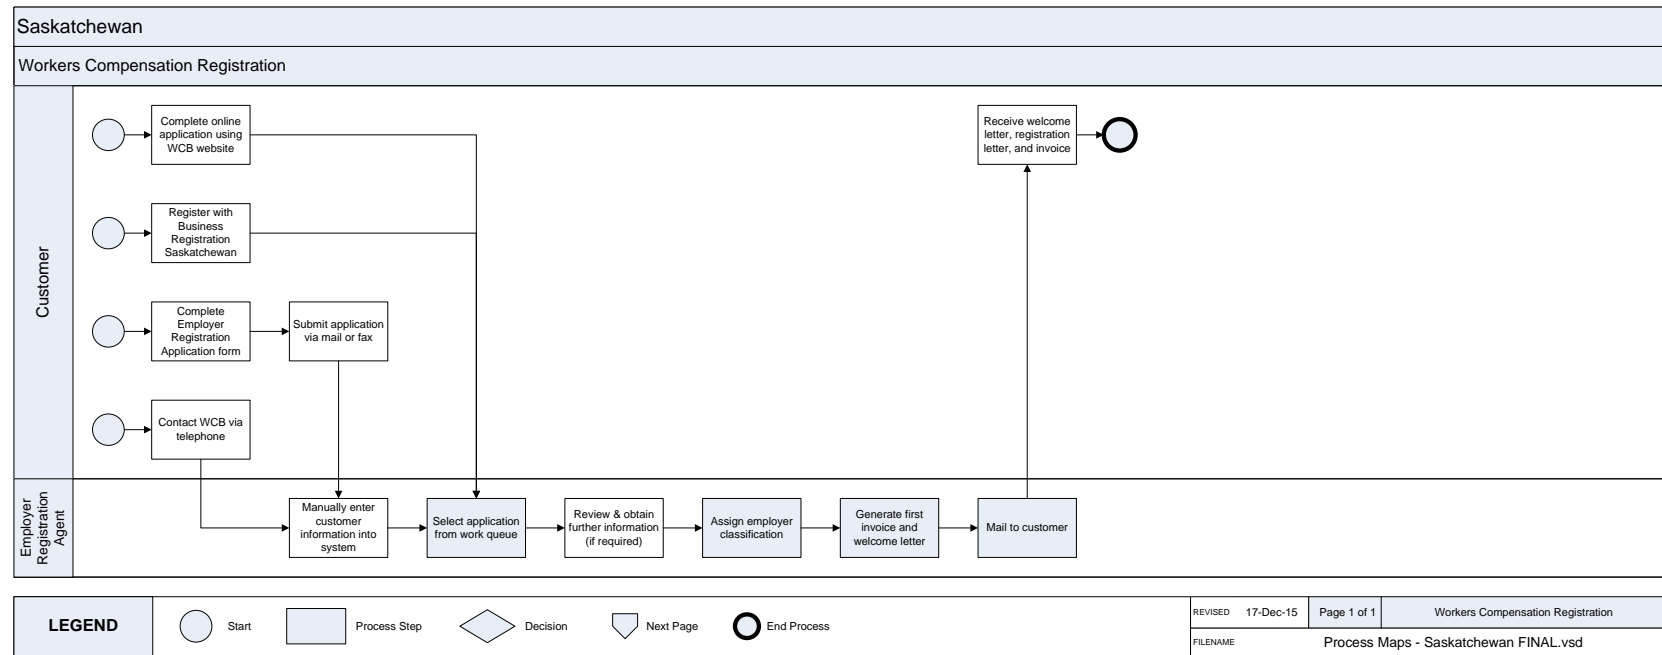 Saskatchewan
Workers Compensation Registration
Customer
Complete online
application using
WCB website
Receive welcome
letter, registration
letter, and invoice
Register with
Business
Registration
Saskatchewan
Complete
Employer
Registration
Application form
Submit application
via mail or fax
Contact WCB via
telephone
Employer
Registration
Agent
Manually enter
customer
information into
system
Select application
from work queue
Review & obtain
further information
(if required)
Assign employer
classification
Generate first
invoice and
welcome letter
Mail to customer
LEGEND
Start
Process Step
Decision
Next Page
End Process
REVISED 17-Dec-15 Page 1 of 1 Workers Compensation Registration
FILENAME Process Maps - Saskatchewan FINAL.vsd